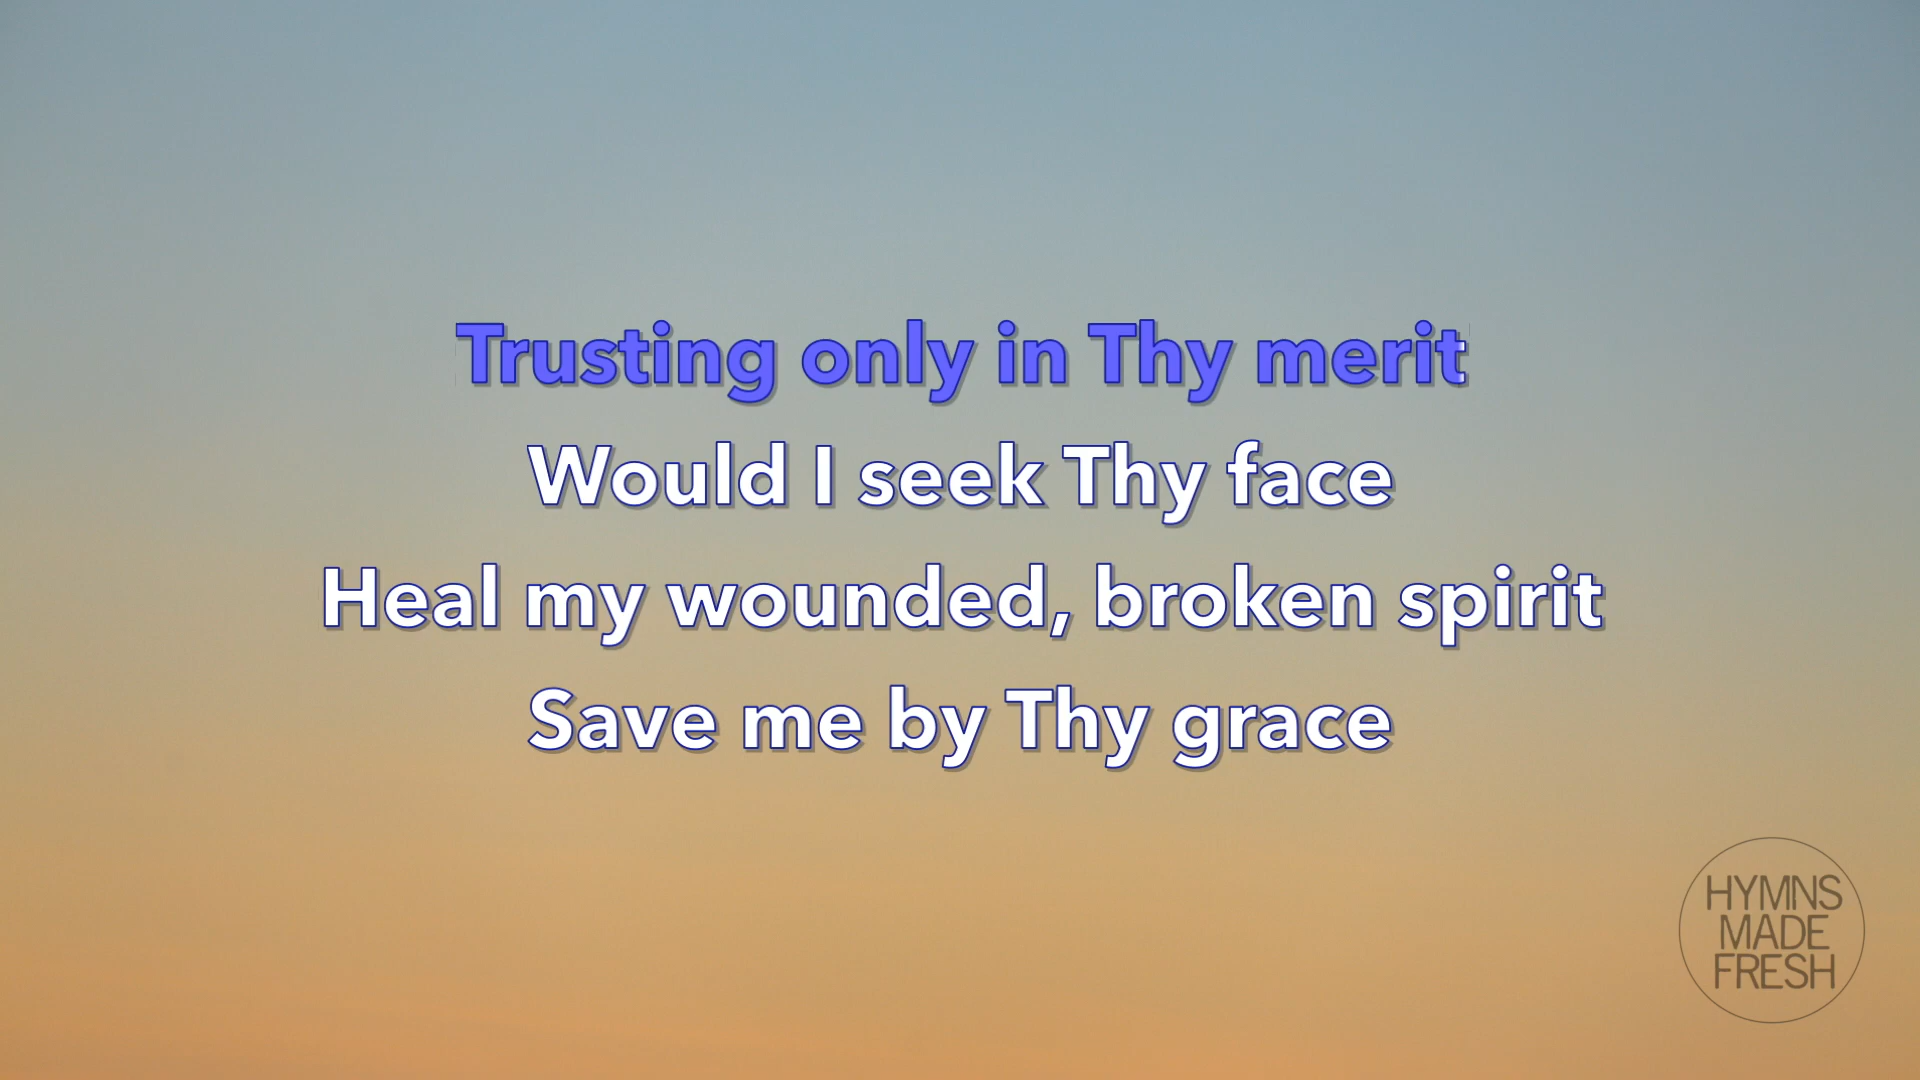 Trusting only in Thy merit
Would I seek Thy face
Heal my wounded, broken spirit
Save me by Thy grace
HYMNS
MADE
FRESH